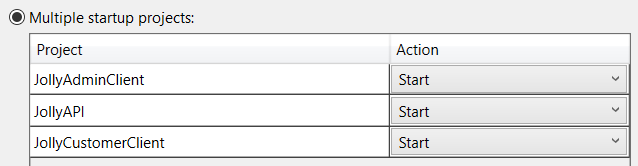 Multiple startup projects:
Project Action
JollyAdminClient Start
JollyAPI Start
JollyCustomerClient Start